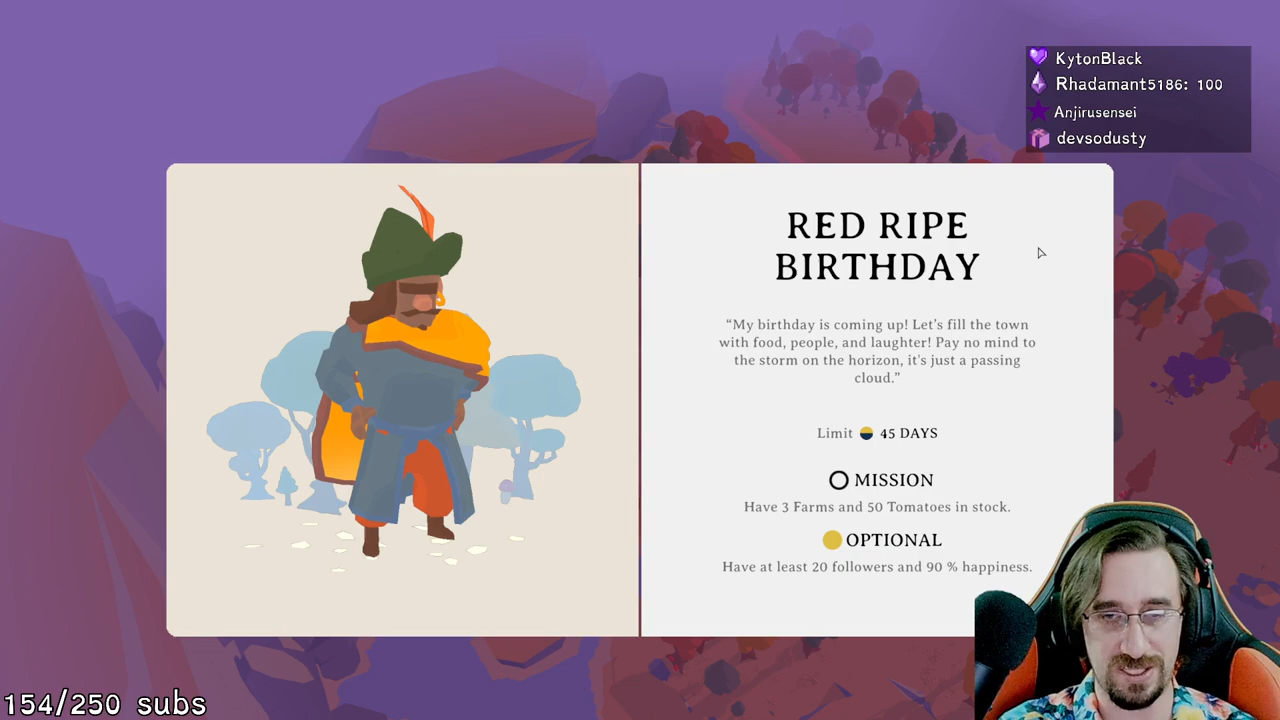 KytonBlack
Rhadamant5186: 100
Anjirusensei
devsodusty
RED RIPE
BIRTHDAY
“My birthday is coming up! Let's fill the town
with food, people, and laughter! Pay no mind to
the storm on the horizon, it's just a passing
cloud.”
Limit 45 DAYS
MISSION
Have 3 Farms and 50 Tomatoes in stock.
OPTIONAL
Have at least 20 followers and 90 % happiness.
154/250 subs